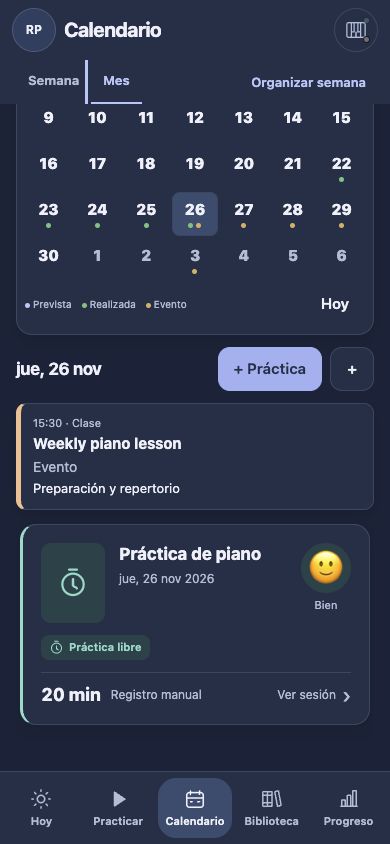 RP Calendario
Semana Mes Organizar semana
9 10 11 12 13 14 15
16 17 18 19 20 21 22
23 24 25 26 27 28 29
30 1 2 3 4 5 6
Prevista Realizada Evento Hoy
jue, 26 nov + Práctica +
15:30 · Clase
Weekly piano lesson
Evento
Preparación y repertorio
Práctica de piano
jue, 26 nov 2026
Bien
Práctica libre
20 min Registro manual Ver sesión
Hoy Practicar Calendario Biblioteca Progreso